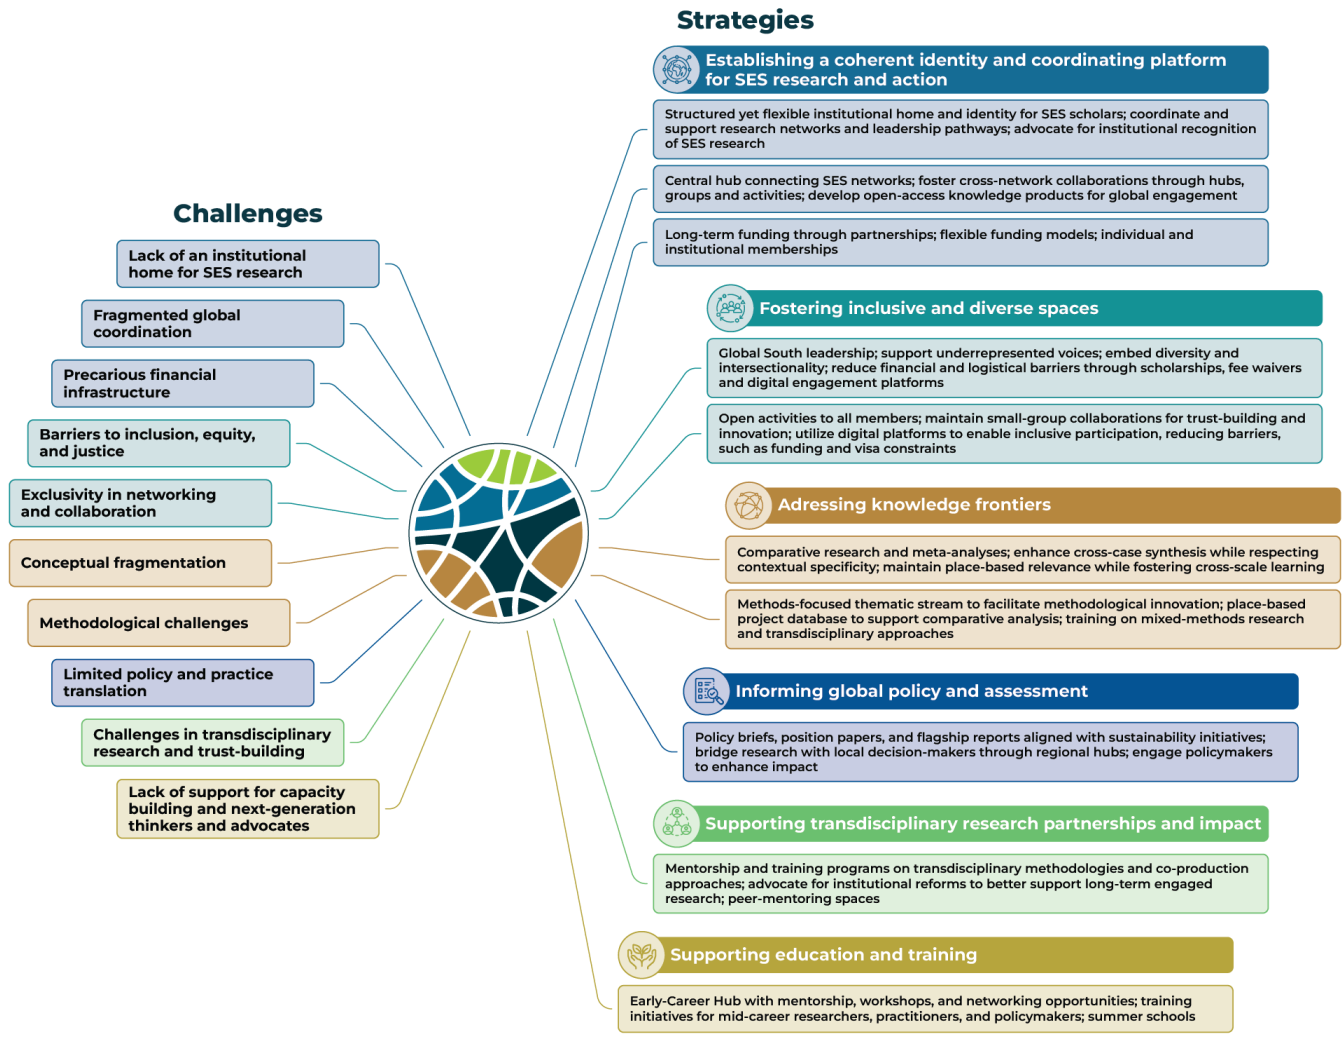 Challenges
Lack of an institutional
home for SES research
Fragmented global
coordination
Precarious financial
infrastructure
Barriers to inclusion, equity,
and justice
Exclusivity in networking
and collaboration
Conceptual fragmentation
Methodological challenges
Limited policy and practice
translation
Challenges in transdisciplinary
research and trust-building
Lack of support for capacity
building and next-generation
thinkers and advocates
Strategies
Establishing a coherent identity and coordinating platform
for SES research and action
Structured yet flexible institutional home and identity for SES scholars; coordinate and
support research networks and leadership pathways; advocate for institutional recognition
of SES research
Central hub connecting SES networks; foster cross-network collaborations through hubs,
groups and activities; develop open-access knowledge products for global engagement
Long-term funding through partnerships; flexible funding models; individual and
institutional memberships
Fostering inclusive and diverse spaces
Global South leadership; support underrepresented voices; embed diversity and
intersectionality; reduce financial and logistical barriers through scholarships, fee waivers
and digital engagement platforms
Open activities to all members; maintain small-group collaborations for trust-building and
innovation; utilize digital platforms to enable inclusive participation, reducing barriers,
such as funding and visa constraints
Adressing knowledge frontiers
Comparative research and meta-analyses; enhance cross-case synthesis while respecting
contextual specificity; maintain place-based relevance while fostering cross-scale learning
Methods-focused thematic stream to facilitate methodological innovation; place-based
project database to support comparative analysis; training on mixed-methods research
and transdisciplinary approaches
Informing global policy and assessment
Policy briefs, position papers, and flagship reports aligned with sustainability initiatives;
bridge research with local decision-makers through regional hubs; engage policymakers
to enhance impact
Supporting transdisciplinary research partnerships and impact
Mentorship and training programs on transdisciplinary methodologies and co-production
approaches; advocate for institutional reforms to better support long-term engaged
research; peer-mentoring spaces
Supporting education and training
Early-Career Hub with mentorship, workshops, and networking opportunities; training
initiatives for mid-career researchers, practitioners, and policymakers; summer schools